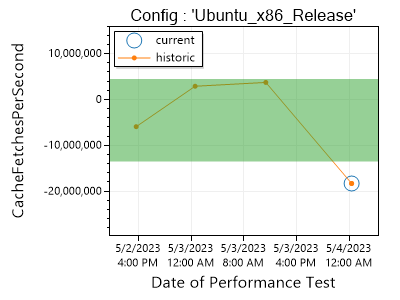 Config : 'Ubuntu_x86_Release'
current
historic
10,000,000
0
-10,000,000
-20,000,000
CacheFetchesPerSecond
5/2/2023 5/3/2023 5/3/2023 5/3/2023 5/4/2023
4:00 PM 12:00 AM 8:00 AM 4:00 PM 12:00 AM
Date of Performance Test